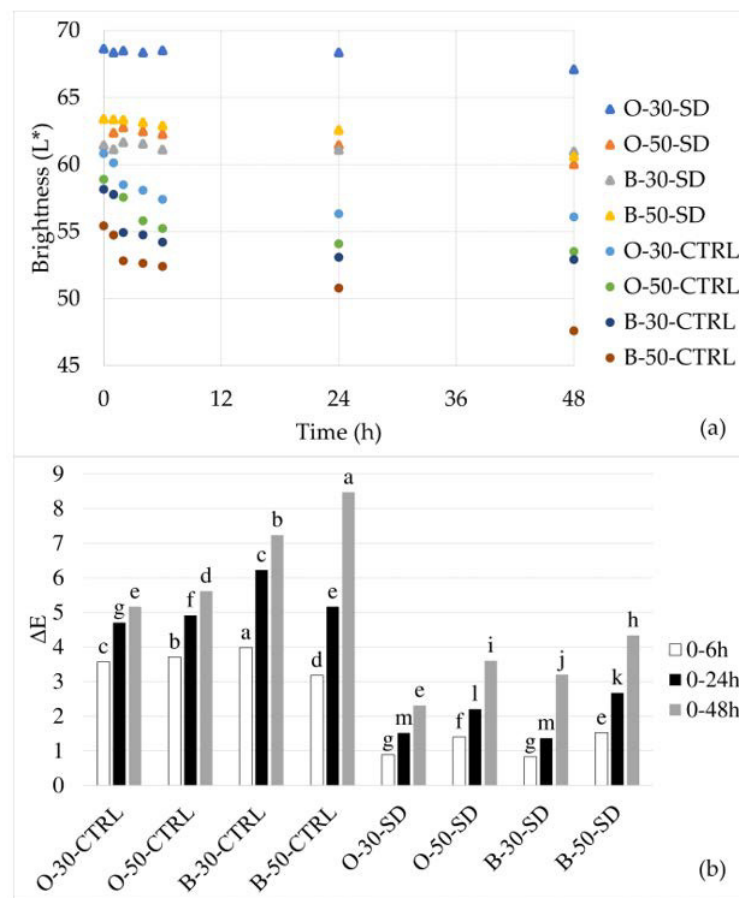 70
65
60
55
50
45
Brightness (L*)
0
12
24
36
48
Time (h)
O-30-SD
O-50-SD
B-30-SD
B-50-SD
O-30-CTRL
O-50-CTRL
B-30-CTRL
B-50-CTRL
(a)
9
8
7
6
5
4
3
2
1
0
ΔE
c
g
e
b
f
d
a
c
b
d
e
a
g
m
e
f
l
i
g
m
j
e
k
h
O-30-CTRL
O-50-CTRL
B-30-CTRL
B-50-CTRL
O-30-SD
O-50-SD
B-30-SD
B-50-SD
0-6h
0-24h
0-48h
(b)